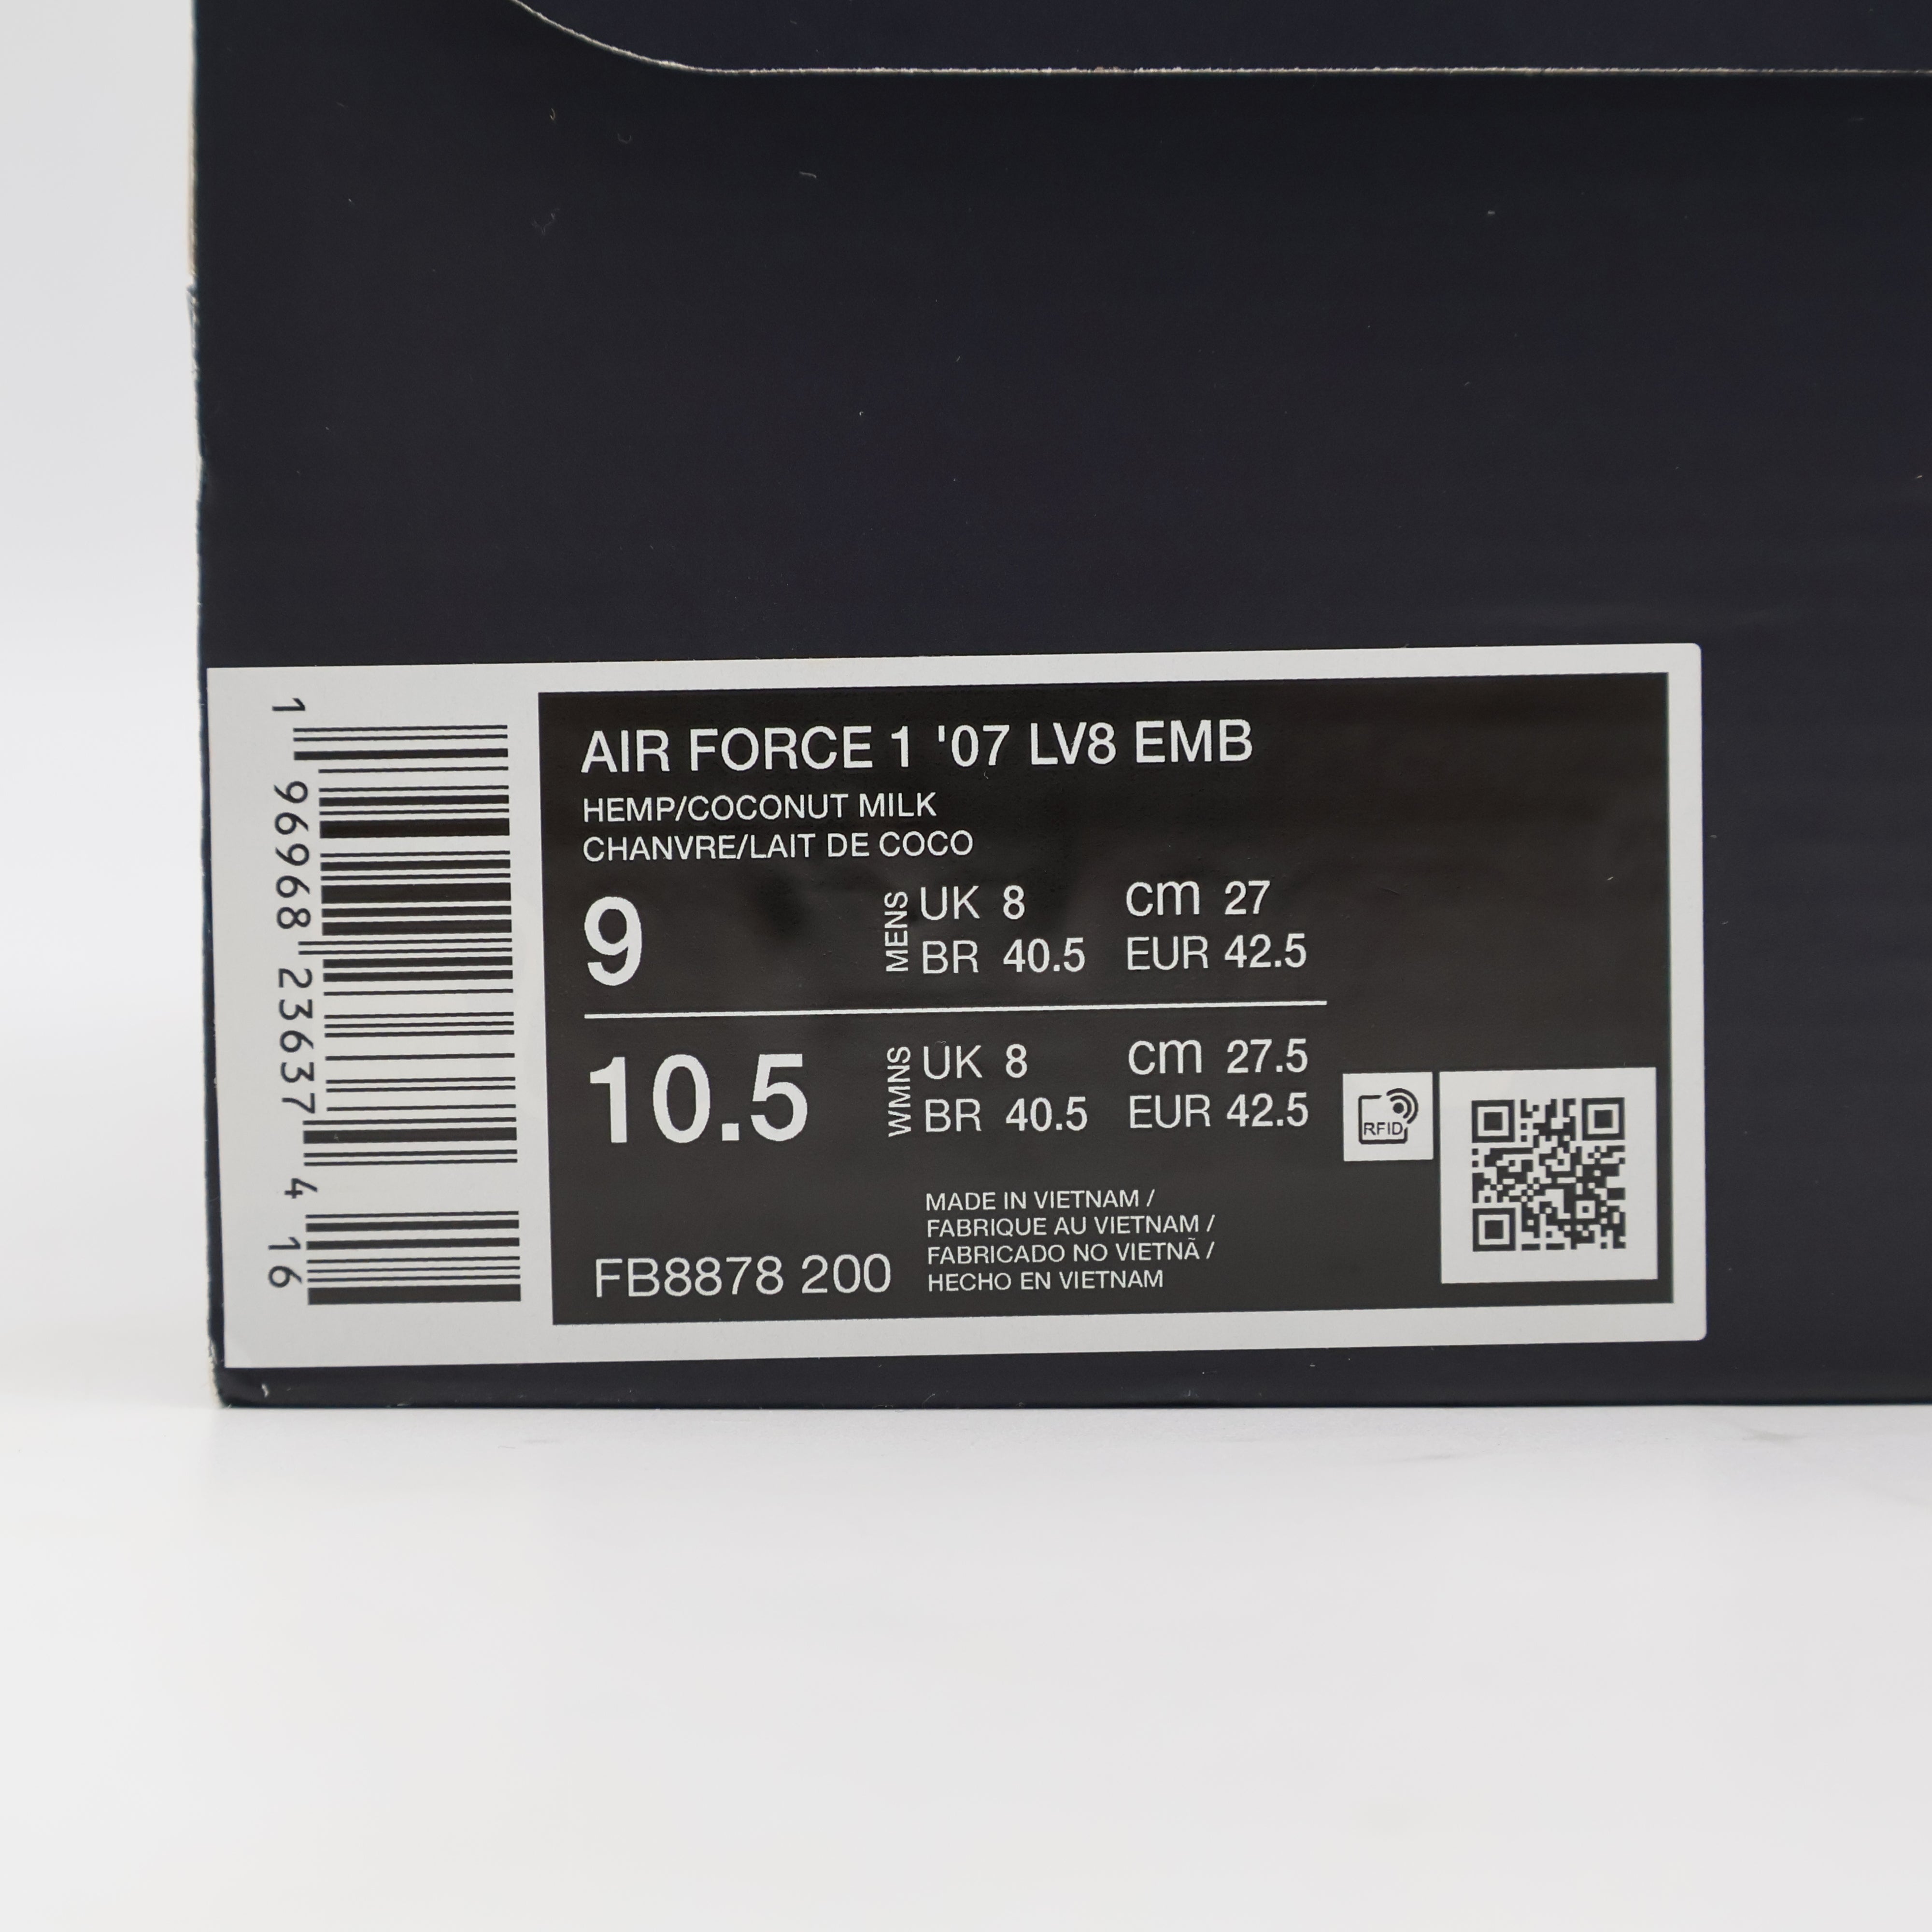 AIR FORCE 1 '07 LV8 EMB
HEMP/COCONUT MILK
CHANVRE/LAIT DE COCO
9
MENS
UK 8 cm 27
BR 40.5 EUR 42.5
10.5
WMNS
UK 8 cm 27.5
BR 40.5 EUR 42.5
RFID
MADE IN VIETNAM /
FABRIQUE AU VIETNAM /
FABRICADO NO VIETNÃ /
HECHO EN VIETNAM
FB8878 200
1 96968 23637 4 16